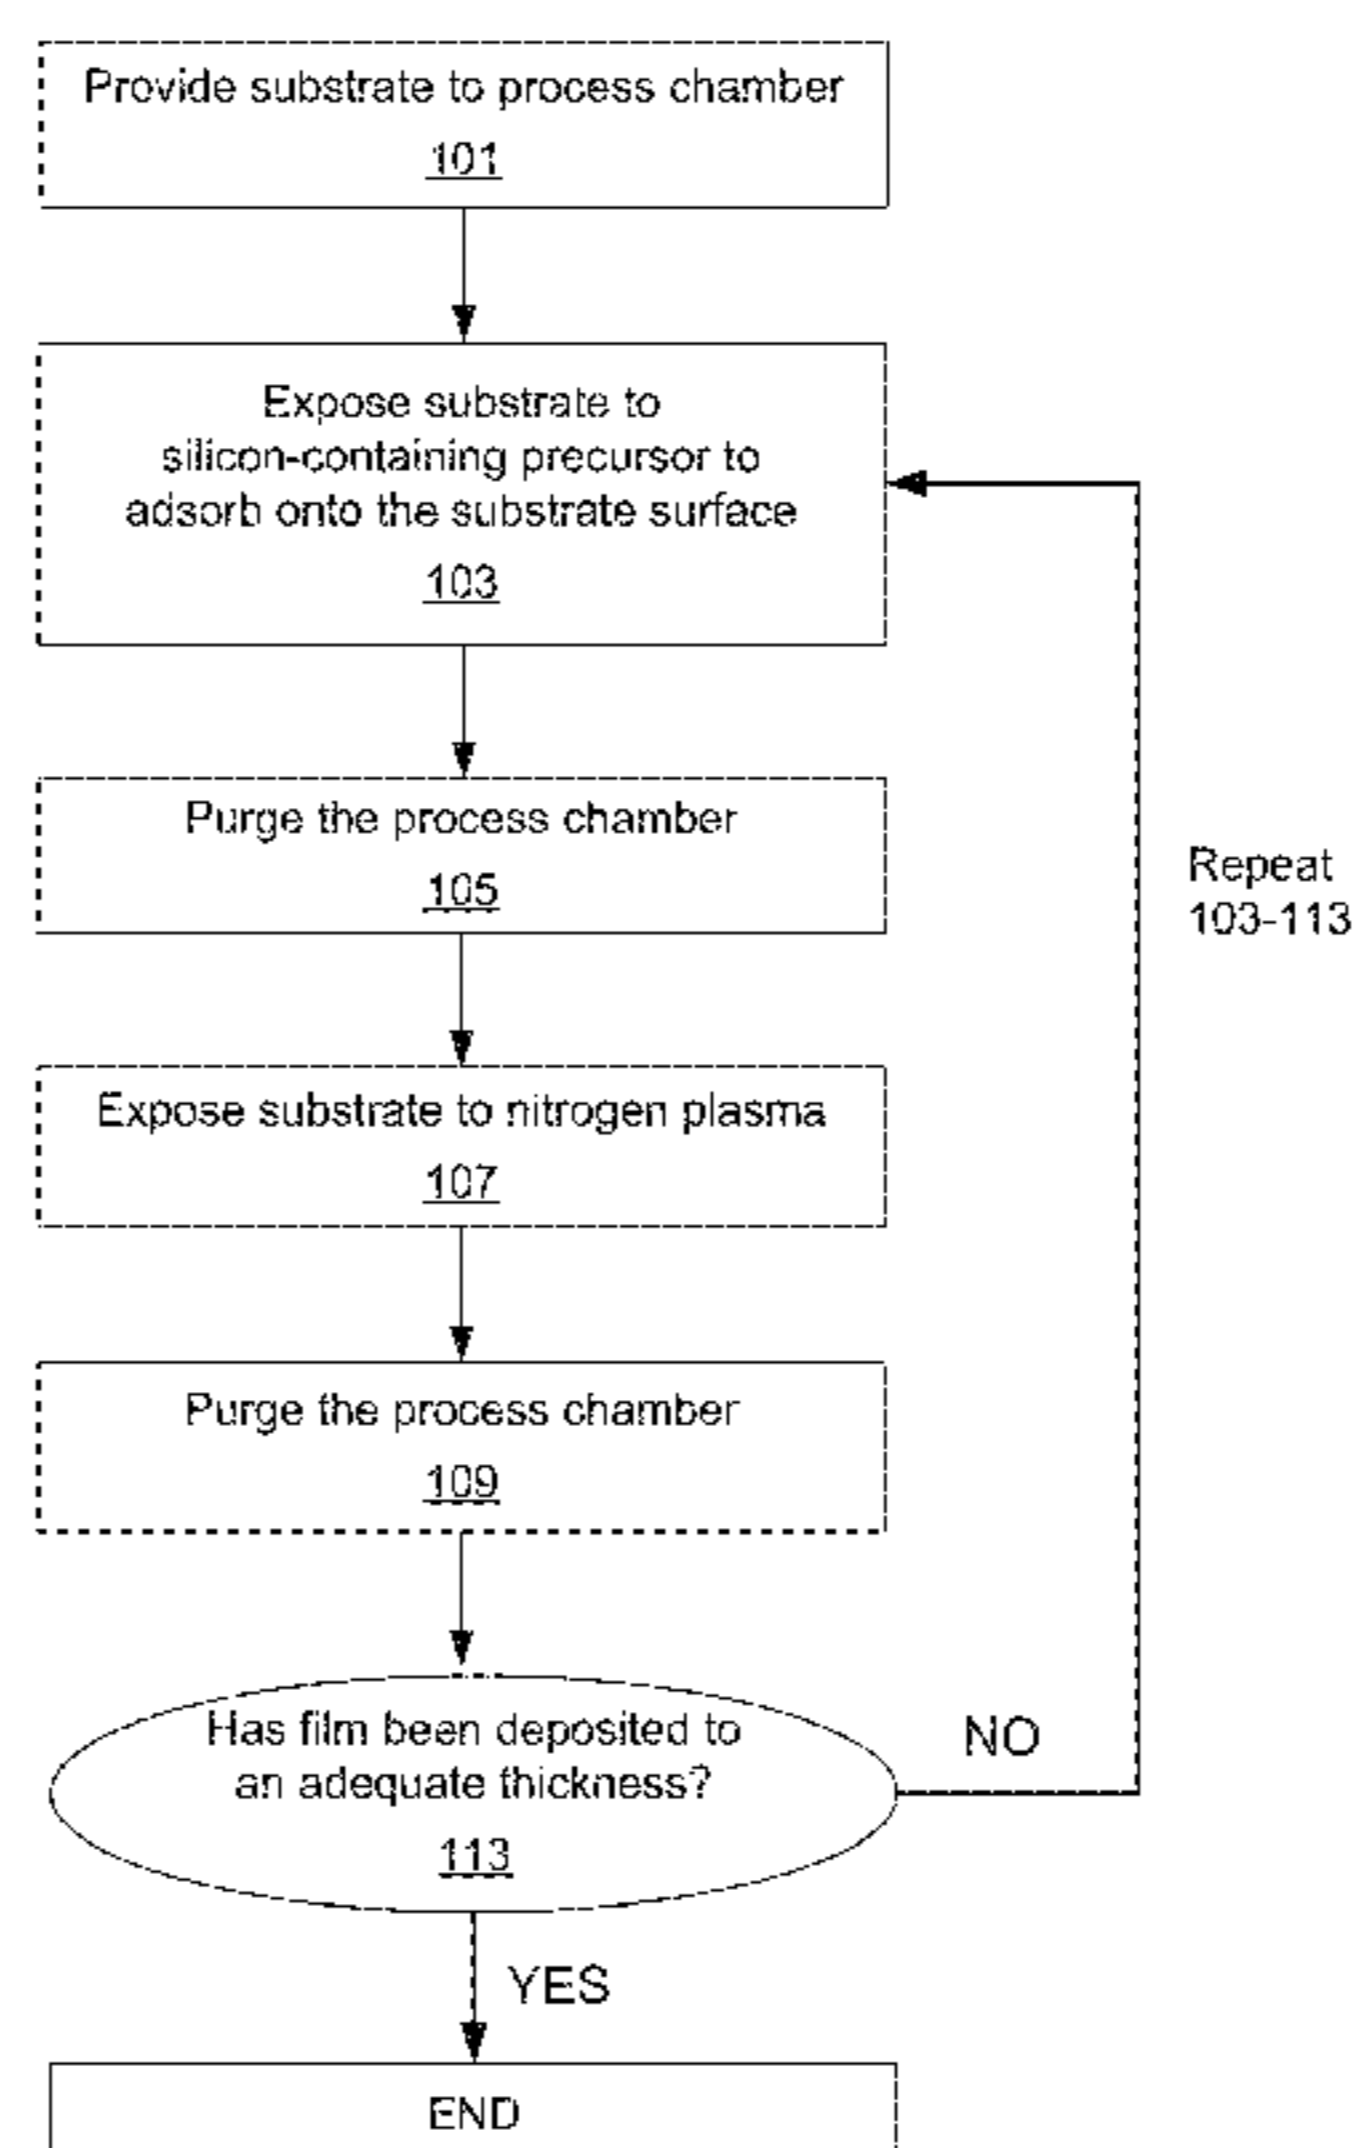 Provide substrate to process chamber
101
Expose substrate to
silicon-containing precursor to
adsorb onto the substrate surface
103
Purge the process chamber
105
Repeat
103-113
Expose substrate to nitrogen plasma
107
Purge the process chamber
109
Has film been deposited to
an adequate thickness?
113
NO
YES
END